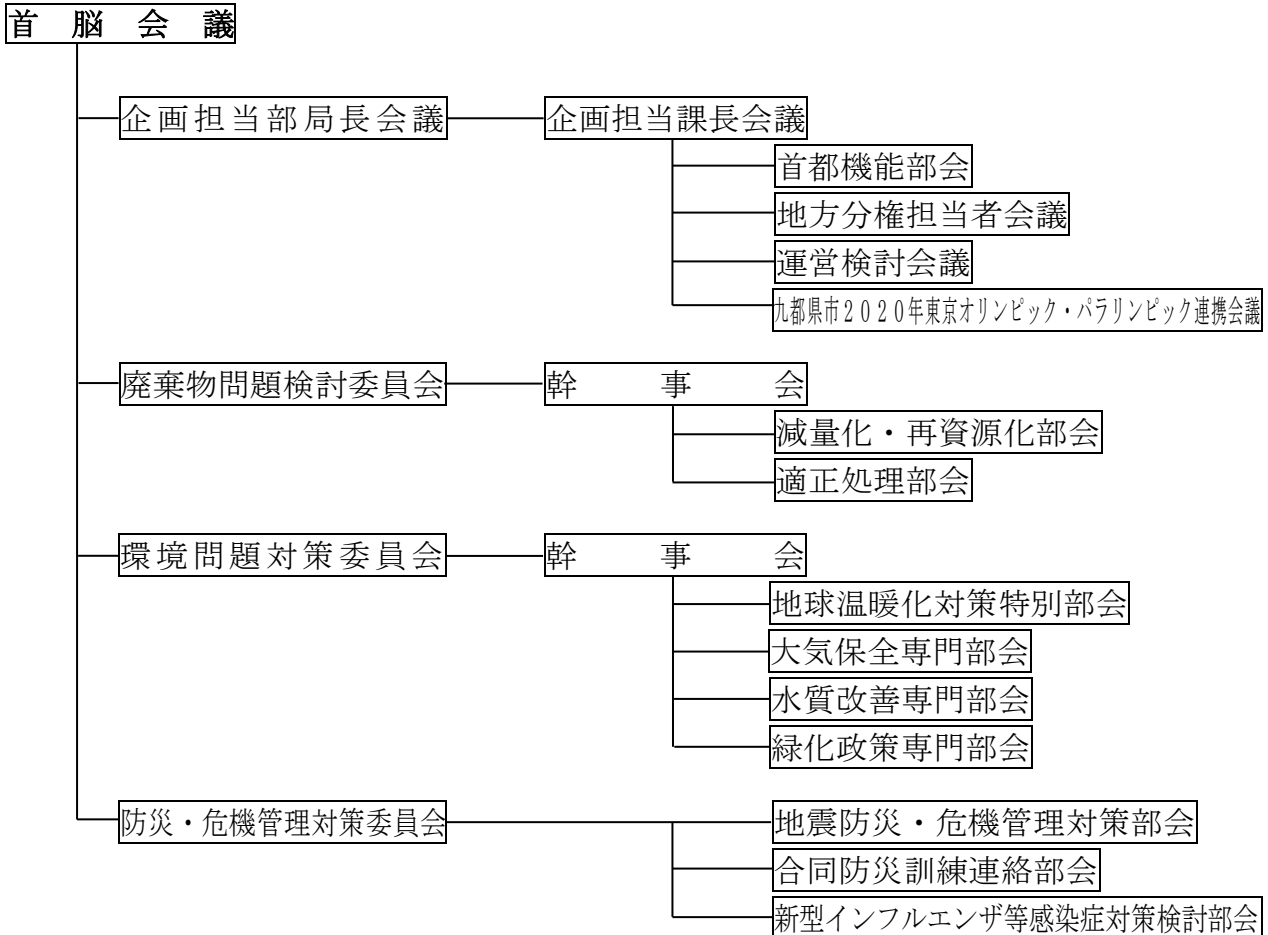 首脳会議
企画担当部局長会議 企画担当課長会議
首都機能部会
地方分権担当者会議
運営検討会議
九都県市2020年東京オリンピック・パラリンピック連携会議
廃棄物問題検討委員会 幹事会
減量化・再資源化部会
適正処理部会
環境問題対策委員会 幹事会
地球温暖化対策特別部会
大気保全専門部会
水質改善専門部会
緑化政策専門部会
防災・危機管理対策委員会 地震防災・危機管理対策部会
合同防災訓練連絡部会
新型インフルエンザ等感染症対策検討部会